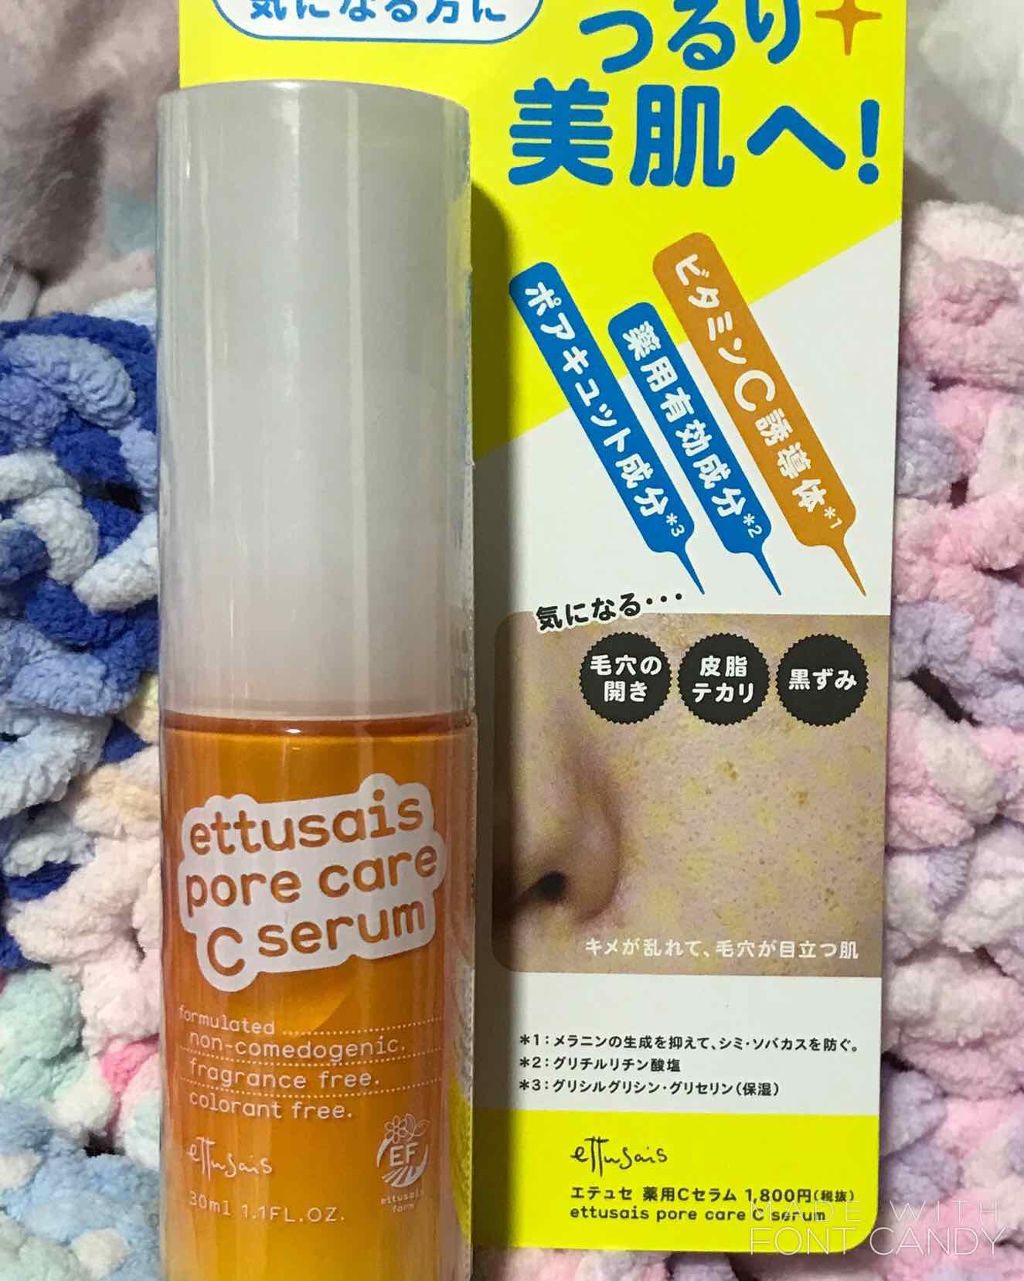 気になる方に
つるり
美肌へ!
ビタミンC誘導体*1
薬用有効成分*2
ポアキュット成分*3
気になる・・・
毛穴の
開き
皮脂
テカリ
黒ずみ
キメが乱れて、毛穴が目立つ肌
*1：メラニンの生成を抑えて、シミ・ソバカスを防ぐ。
*2：グリチルリチン酸塩
*3：グリシルグリシン・グリセリン（保湿）
ettusais
エテュセ 薬用Cセラム 1,800円（税抜）
ettusais pore care C serum
ettusais
pore care
C serum
formulated
non-comedogenic.
fragrance free.
colorant free.
ettusais
EF
ettusais
farm
30ml 1.1FL.OZ.
MADE WITH
FONT CANDY